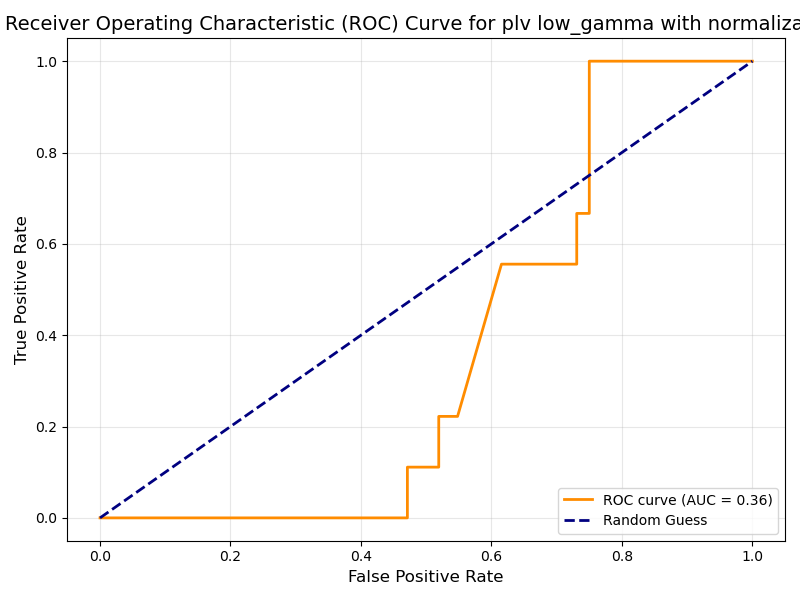 Receiver Operating Characteristic (ROC) Curve for plv low_gamma with normaliza
1.0
0.8
0.6
0.4
0.2
0.0
True Positive Rate
0.0 0.2 0.4 0.6 0.8 1.0
False Positive Rate
ROC curve (AUC = 0.36)
Random Guess